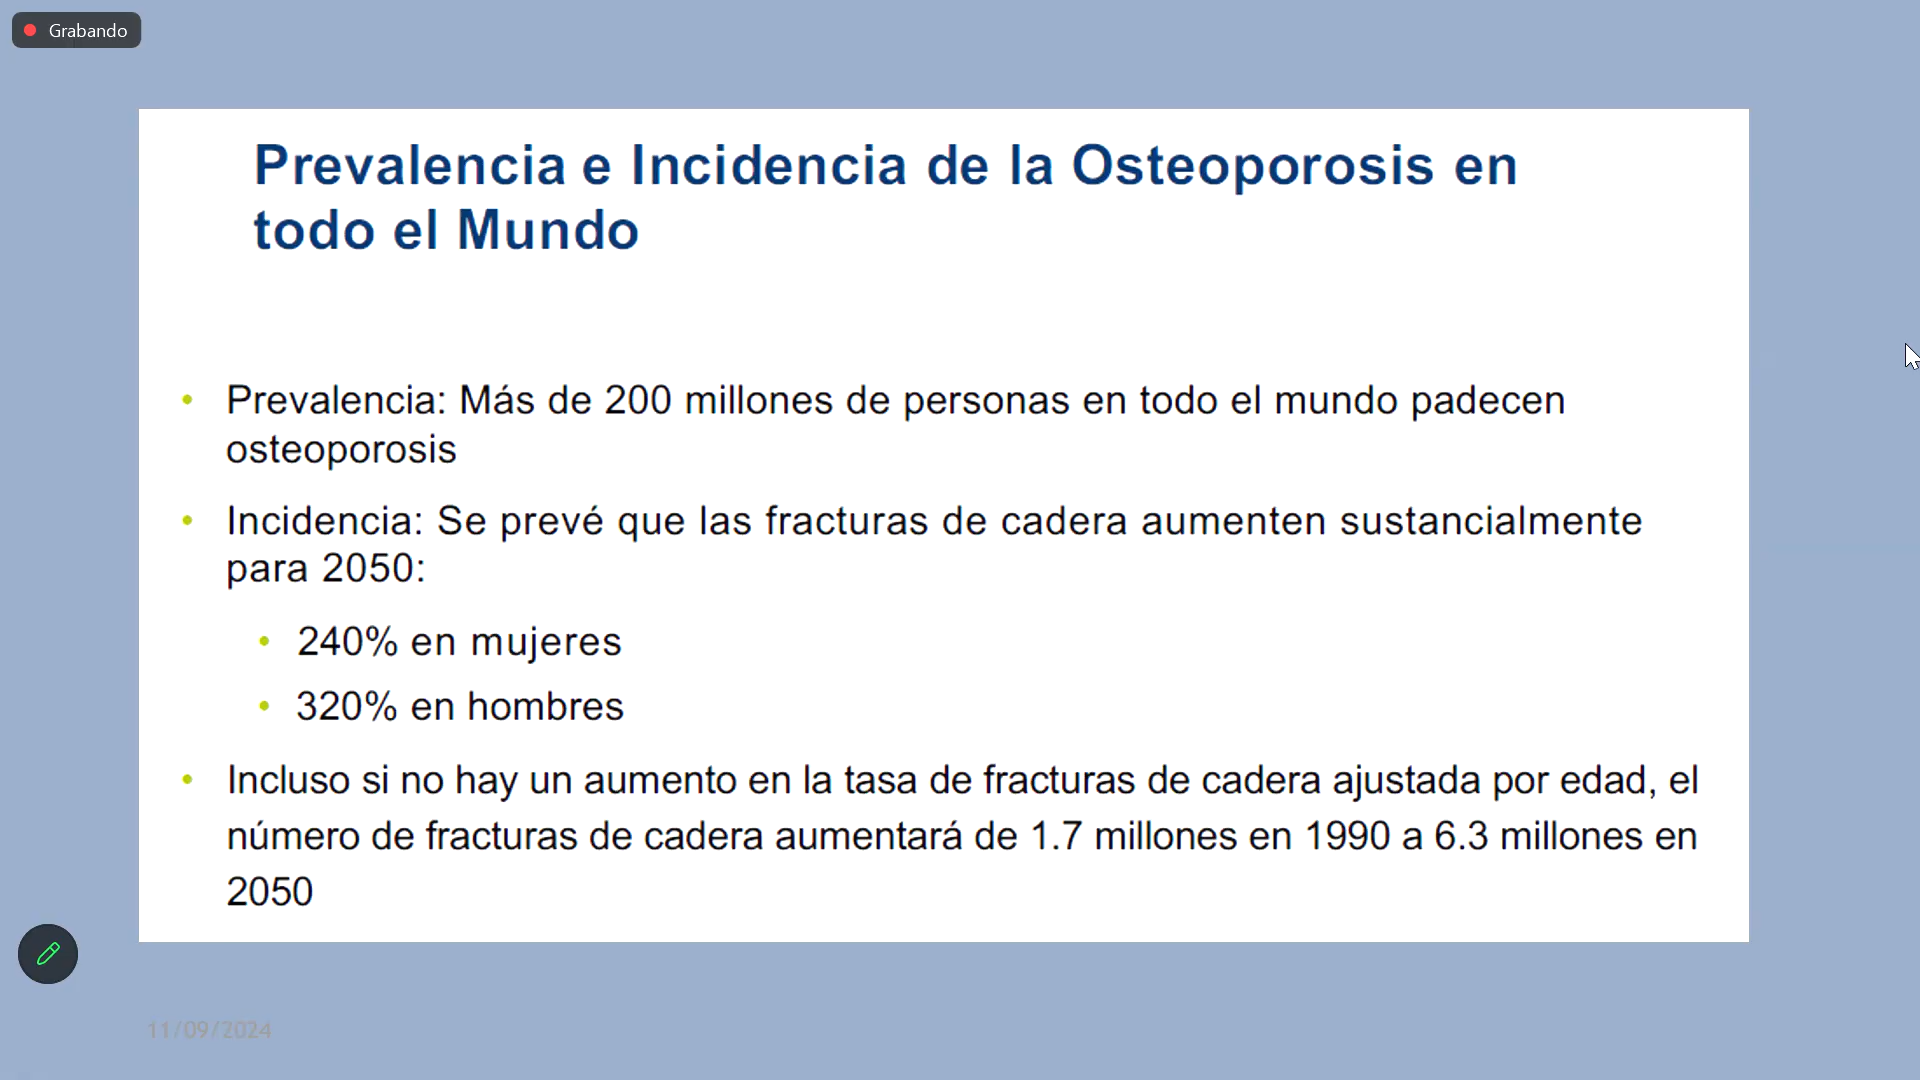 Grabando
Prevalencia e Incidencia de la Osteoporosis en
todo el Mundo
• Prevalencia: Más de 200 millones de personas en todo el mundo padecen
osteoporosis
• Incidencia: Se prevé que las fracturas de cadera aumenten sustancialmente
para 2050:
• 240% en mujeres
• 320% en hombres
• Incluso si no hay un aumento en la tasa de fracturas de cadera ajustada por edad, el
número de fracturas de cadera aumentará de 1.7 millones en 1990 a 6.3 millones en
2050
11/09/2024